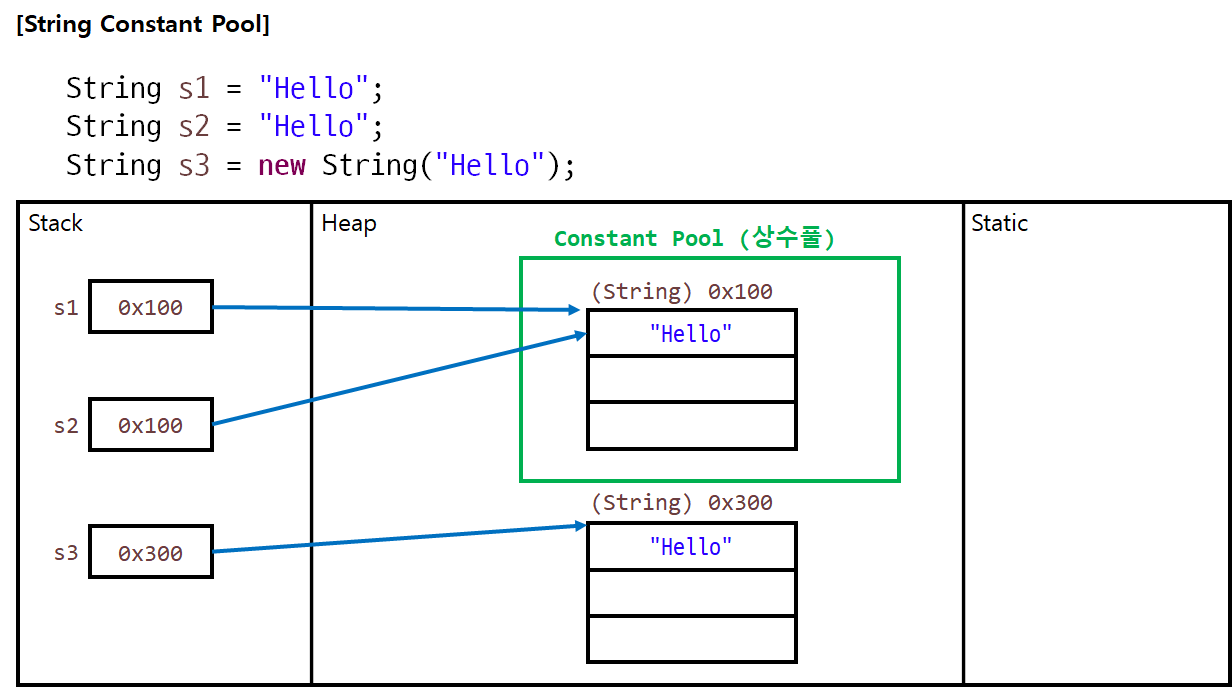 [String Constant Pool]
String s1 = "Hello";
String s2 = "Hello";
String s3 = new String("Hello");
Stack
Heap
Static
Constant Pool (상수풀)
(String) 0x100
s1 0x100
"Hello"
s2 0x100
(String) 0x300
s3 0x300
"Hello"